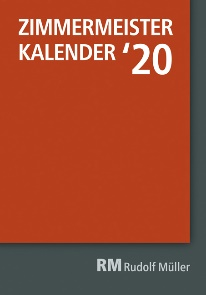 ZIMMERMEISTER
KALENDER '20
RM Rudolf Müller